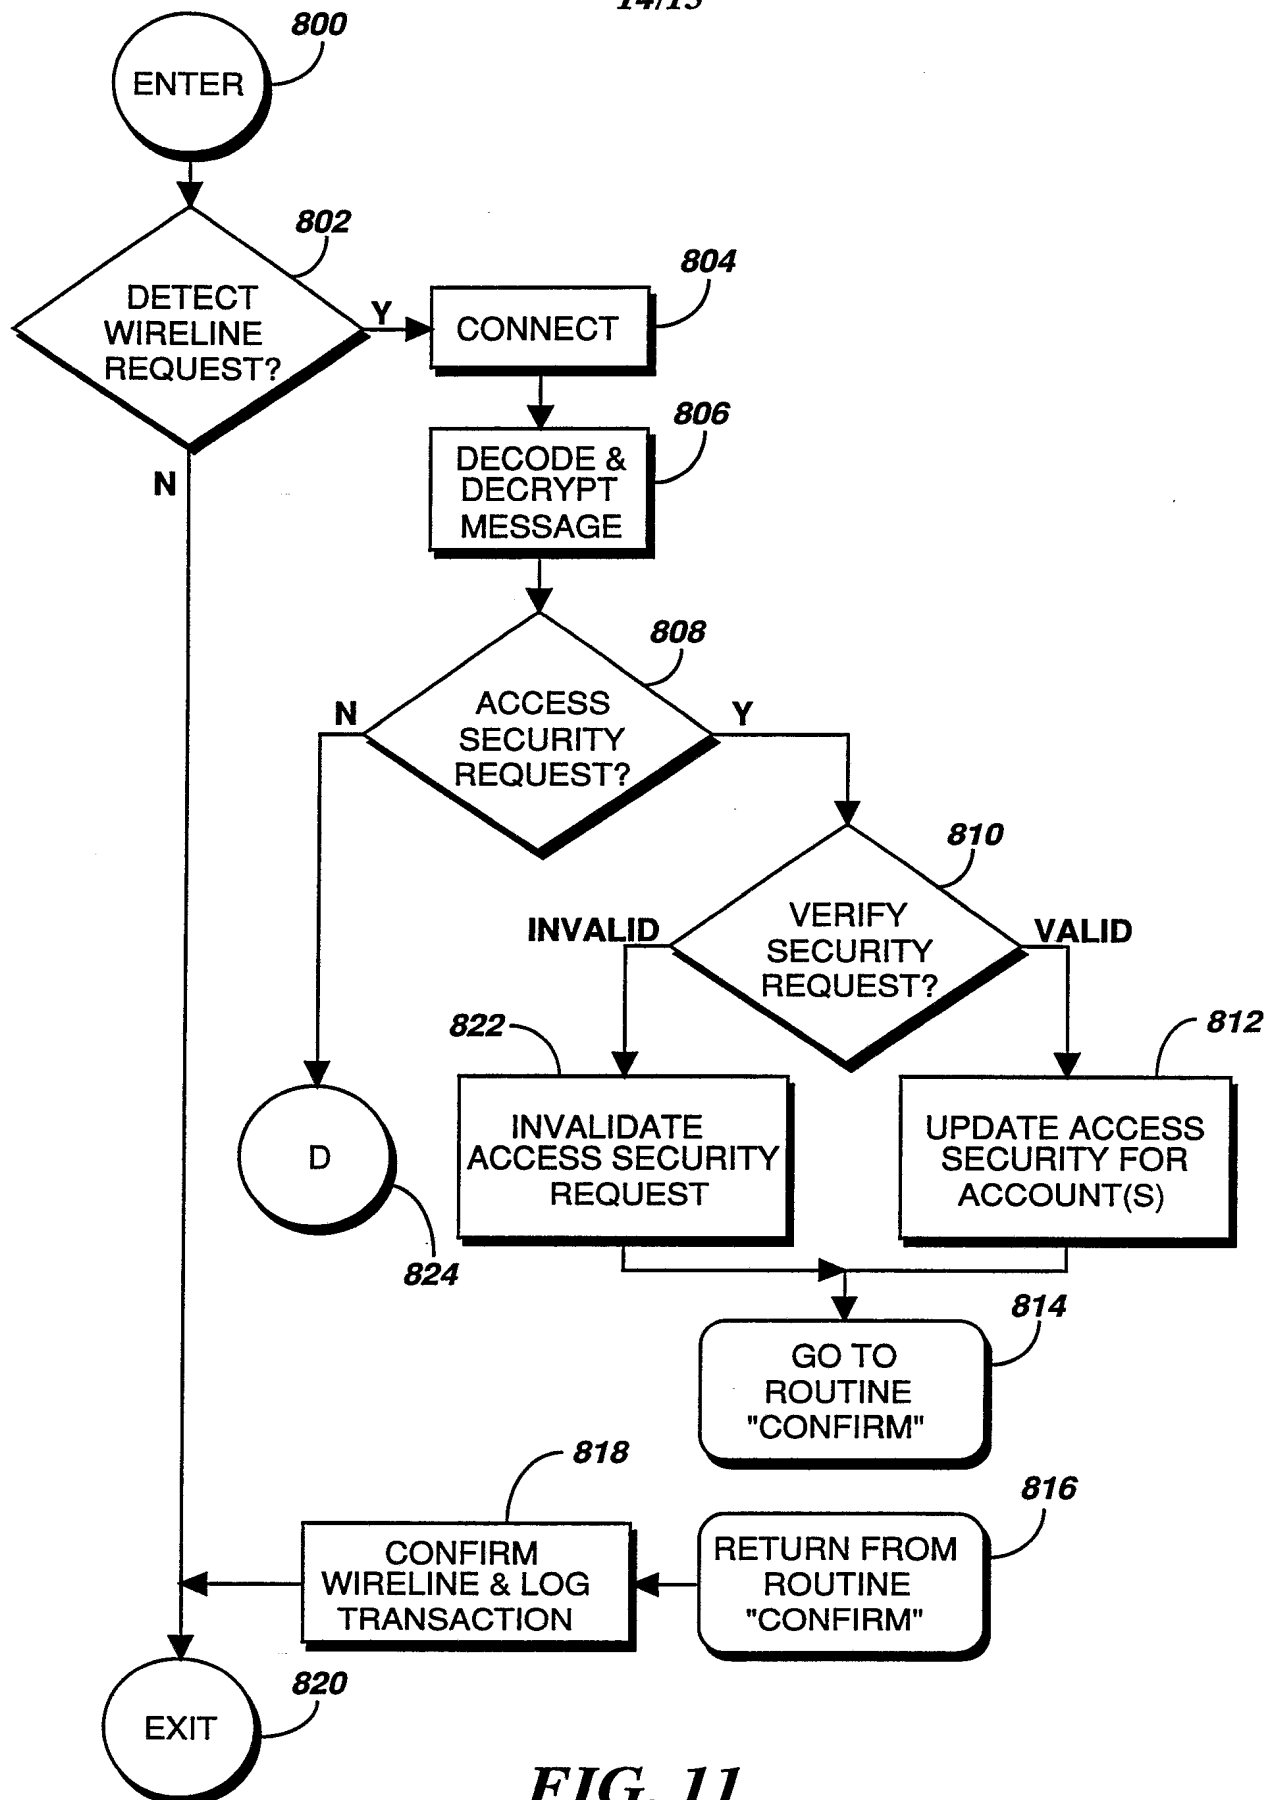 14/15
800
ENTER
802
DETECT
WIRELINE
REQUEST?
Y
N
804
CONNECT
806
DECODE &
DECRYPT
MESSAGE
808
ACCESS
SECURITY
REQUEST?
N
Y
810
VERIFY
SECURITY
REQUEST?
INVALID
VALID
822
INVALIDATE
ACCESS SECURITY
REQUEST
812
UPDATE ACCESS
SECURITY FOR
ACCOUNT(S)
D
824
814
GO TO
ROUTINE
"CONFIRM"
816
RETURN FROM
ROUTINE
"CONFIRM"
818
CONFIRM
WIRELINE & LOG
TRANSACTION
820
EXIT
FIG. 11